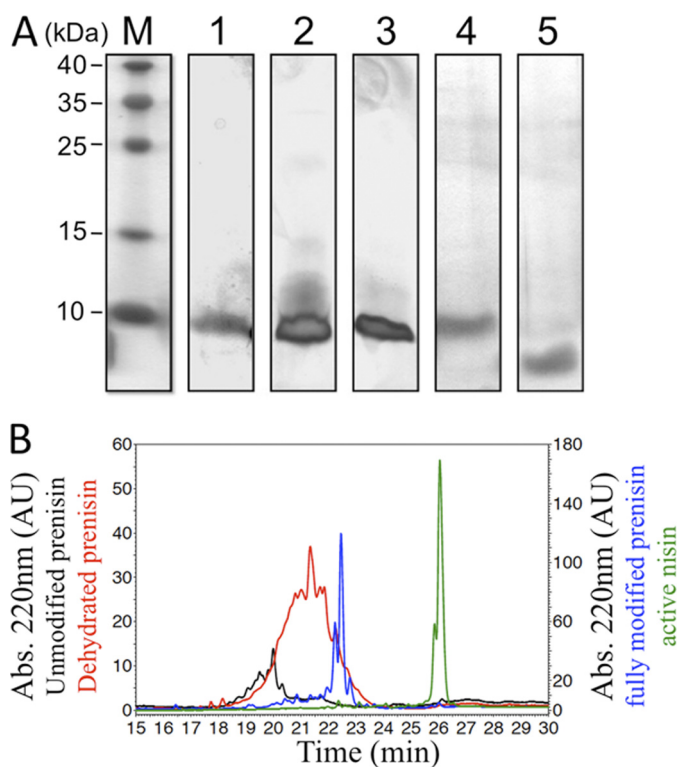 A (kDa) M 1 2 3 4 5
40
35
25
15
10
B
Abs. 220nm (AU)
Unmodified prenisin
Dehydrated prenisin
60
50
40
30
20
10
0
180
140
100
60
20
0
Abs. 220nm (AU)
fully modified prenisin
active nisin
15 16 17 18 19 20 21 22 23 24 25 26 27 28 29 30
Time (min)